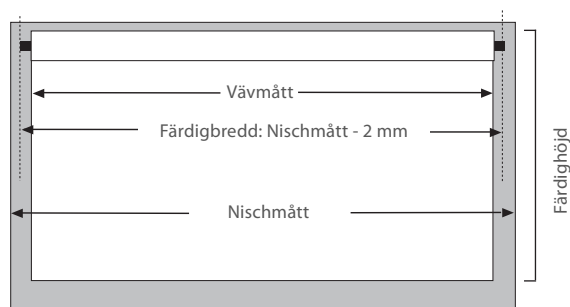 Vävmått
Färdigbredd: Nischmått - 2 mm
Nischmått
Färdighöjd